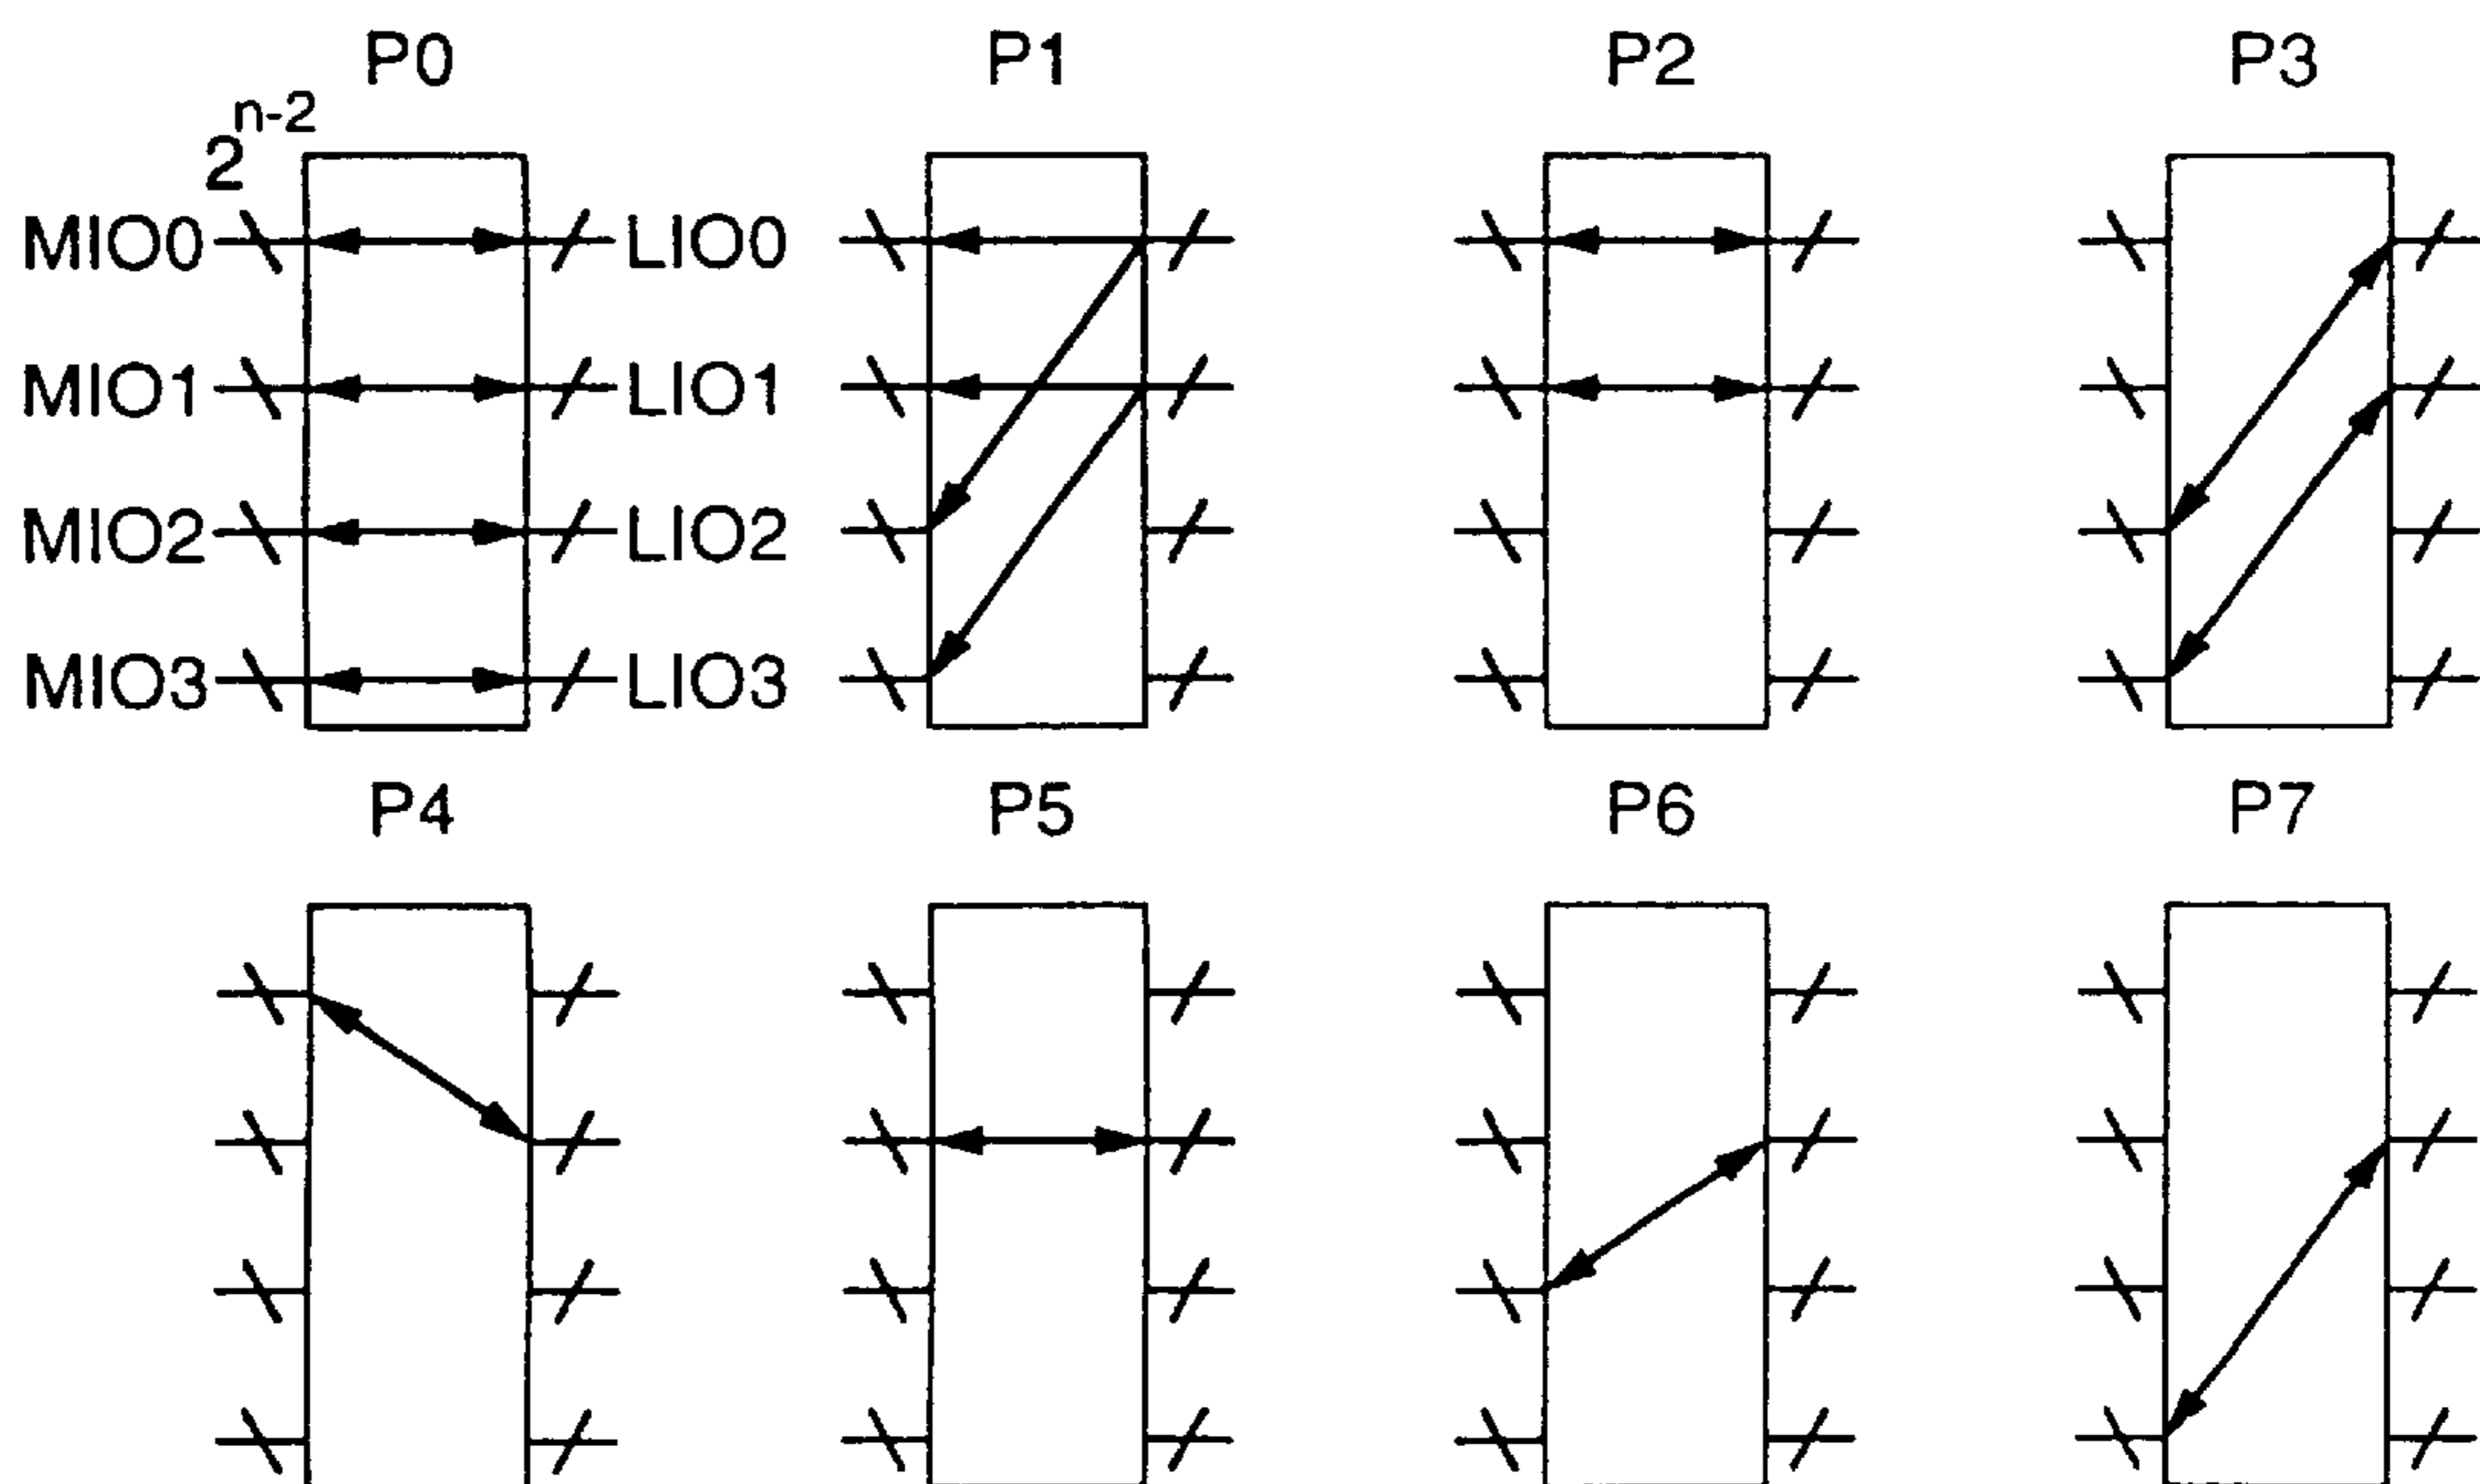 P0 P1 P2 P3
2^{n-2}
MIO0 LIO0
MIO1 LIO1
MIO2 LIO2
MIO3 LIO3
P4 P5 P6 P7